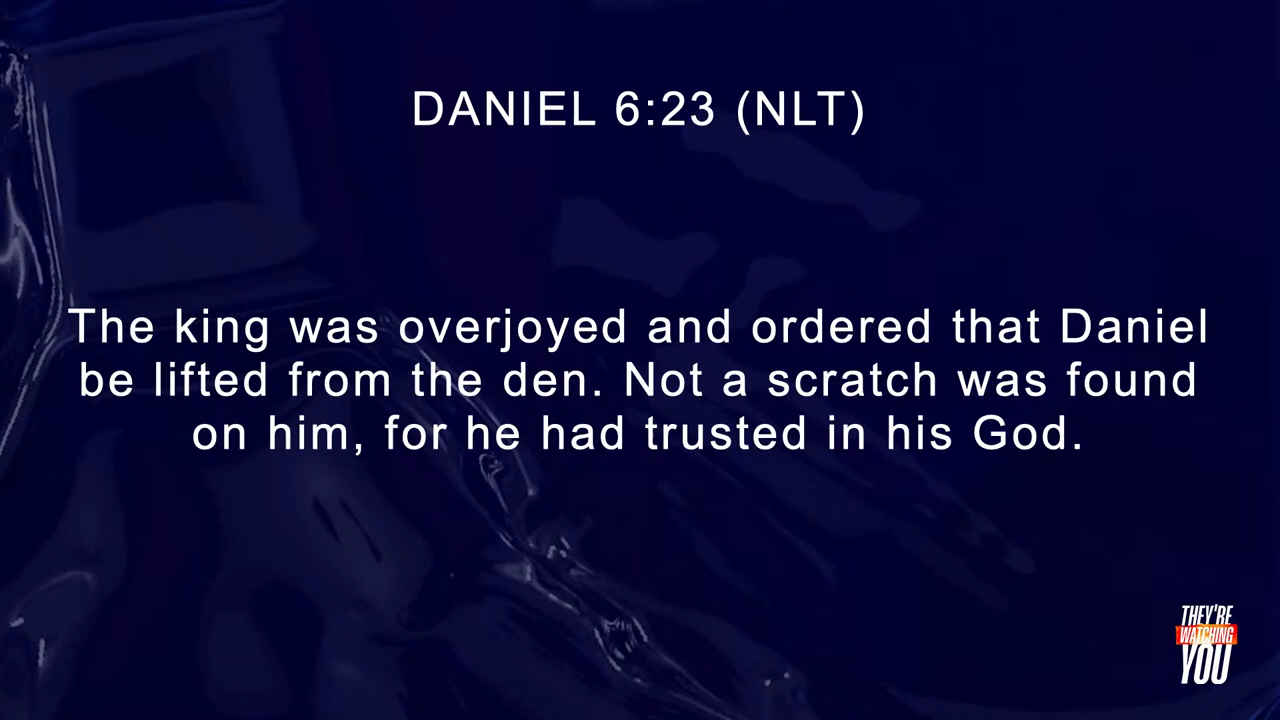 DANIEL 6:23 (NLT)
The king was overjoyed and ordered that Daniel
be lifted from the den. Not a scratch was found
on him, for he had trusted in his God.
THEY'RE
WATCHING
YOU